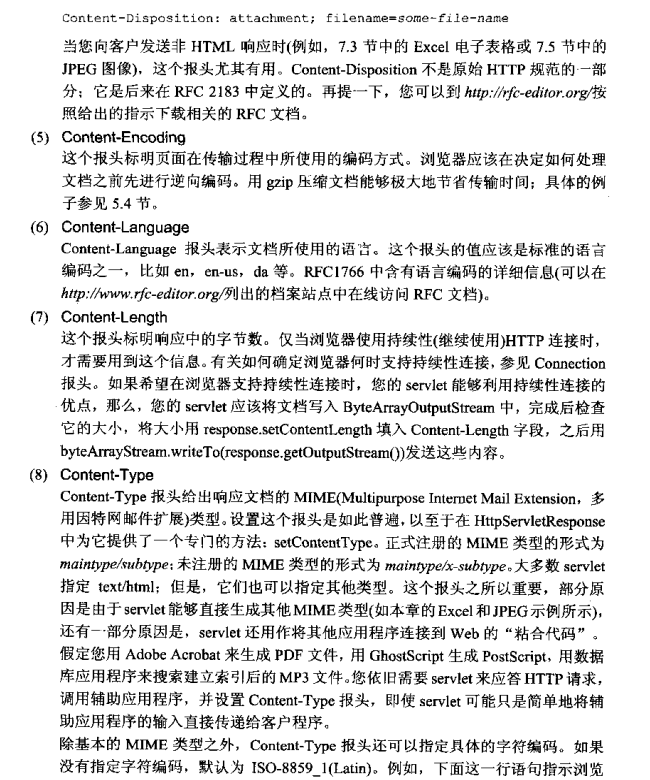 Content-Disposition: attachment; filename=some-file-name
当您向客户发送非 HTML 响应时(例如，7.3 节中的 Excel 电子表格或 7.5 节中的
JPEG 图像)，这个报头尤其有用。Content-Disposition 不是原始 HTTP 规范的一部
分；它是后来在 RFC 2183 中定义的。再提一下，您可以到 http://rfc-editor.org/按
照给出的指示下载相关的 RFC 文档。
(5) Content-Encoding
这个报头标明页面在传输过程中所使用的编码方式。浏览器应该在决定如何处理
文档之前先进行逆向编码。用 gzip 压缩文档能够极大地节省传输时间；具体的例
子参见 5.4 节。
(6) Content-Language
Content-Language 报头表示文档所使用的语言。这个报头的值应该是标准的语言
编码之一，比如 en，en-us，da 等。RFC1766 中含有语言编码的详细信息(可以在
http://www.rfc-editor.org/列出的档案站点中在线访问 RFC 文档)。
(7) Content-Length
这个报头标明响应中的字节数。仅当浏览器使用持续性(继续使用)HTTP 连接时，
才需要用到这个信息。有关如何确定浏览器何时支持持续性连接，参见 Connection
报头。如果希望在浏览器支持持续性连接时，您的 servlet 能够利用持续性连接的
优点，那么，您的 servlet 应该将文档写入 ByteArrayOutputStream 中，完成后检查
它的大小，将大小用 response.setContentLength 填入 Content-Length 字段，之后用
byteArrayStream.writeTo(response.getOutputStream())发送这些内容。
(8) Content-Type
Content-Type 报头给出响应文档的 MIME(Multipurpose Internet Mail Extension，多
用因特网邮件扩展)类型。设置这个报头是如此普遍，以至于在 HttpServletResponse
中为它提供了一个专门的方法：setContentType。正式注册的 MIME 类型的形式为
maintype/subtype；未注册的 MIME 类型的形式为 maintype/x-subtype。大多数 servlet
指定 text/html；但是，它们也可以指定其他类型。这个报头之所以重要，部分原
因是由于 servlet 能够直接生成其他 MIME 类型(如本章的 Excel 和 JPEG 示例所示)，
还有一部分原因是，servlet 还用作将其他应用程序连接到 Web 的“粘合代码”。
假定您用 Adobe Acrobat 来生成 PDF 文件，用 GhostScript 生成 PostScript，用数据
库应用程序来搜索建立索引后的 MP3 文件。您依旧需要 servlet 来应答 HTTP 请求，
调用辅助应用程序，并设置 Content-Type 报头，即使 servlet 可能只是简单地将辅
助应用程序的输入直接传递给客户程序。
除基本的 MIME 类型之外，Content-Type 报头还可以指定具体的字符编码。如果
没有指定字符编码，默认为 ISO-8859_1(Latin)。例如，下面这一行语句指示浏览